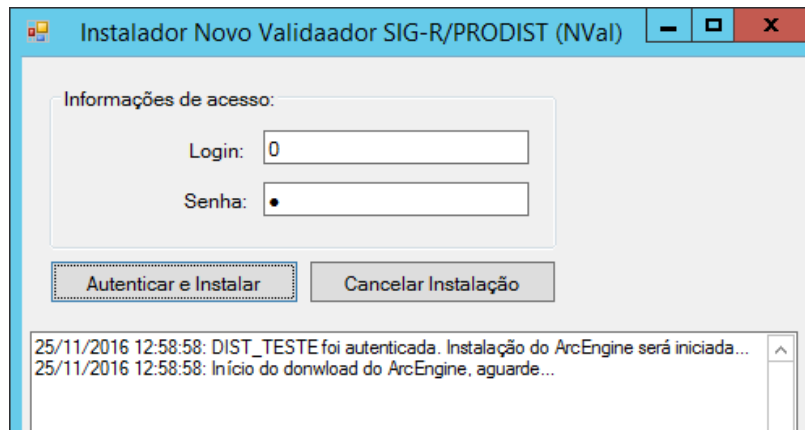 Instalador Novo Validaador SIG-R/PRODIST (NVal)
Informações de acesso:
Login: 0
Senha: ●
Autenticar e Instalar Cancelar Instalação
25/11/2016 12:58:58: DIST_TESTE foi autenticada. Instalação do ArcEngine será iniciada...
25/11/2016 12:58:58: Início do donwload do ArcEngine, aguarde...